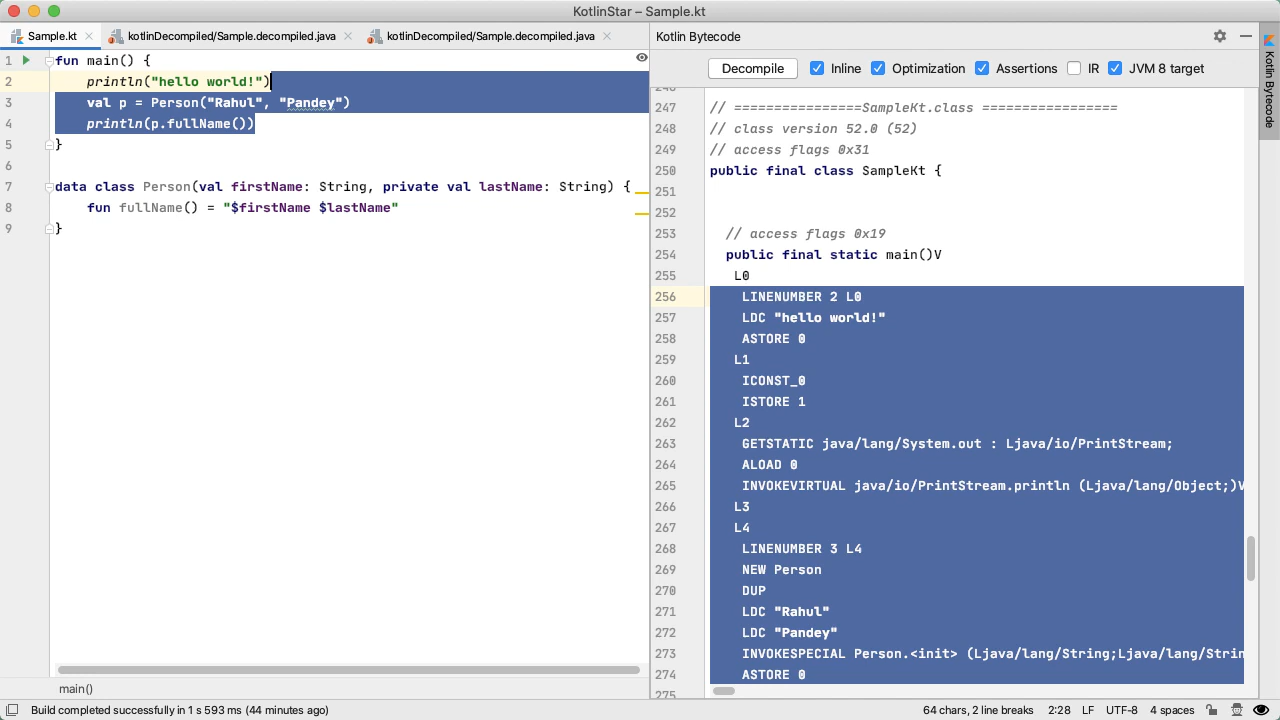 KotlinStar – Sample.kt
Sample.kt
kotlinDecompiled/Sample.decompiled.java
kotlinDecompiled/Sample.decompiled.java
Kotlin Bytecode
1 fun main() {
2 println("hello world!")
3 val p = Person("Rahul", "Pandey")
4 println(p.fullName())
5 }
6
7 data class Person(val firstName: String, private val lastName: String) {
8 fun fullName() = "$firstName $lastName"
9 }
main()
Decompile
Inline
Optimization
Assertions
IR
JVM 8 target
246
247 // ================SampleKt.class =================
248 // class version 52.0 (52)
249 // access flags 0x31
250 public final class SampleKt {
251
252
253 // access flags 0x19
254 public final static main()V
255 L0
256 LINENUMBER 2 L0
257 LDC "hello world!"
258 ASTORE 0
259 L1
260 ICONST_0
261 ISTORE 1
262 L2
263 GETSTATIC java/lang/System.out : Ljava/io/PrintStream;
264 ALOAD 0
265 INVOKEVIRTUAL java/io/PrintStream.println (Ljava/lang/Object;)V
266 L3
267 L4
268 LINENUMBER 3 L4
269 NEW Person
270 DUP
271 LDC "Rahul"
272 LDC "Pandey"
273 INVOKESPECIAL Person.<init> (Ljava/lang/String;Ljava/lang/Strin
274 ASTORE 0
275
Kotlin Bytecode
Build completed successfully in 1 s 593 ms (44 minutes ago)
64 chars, 2 line breaks
2:28
LF
UTF-8
4 spaces